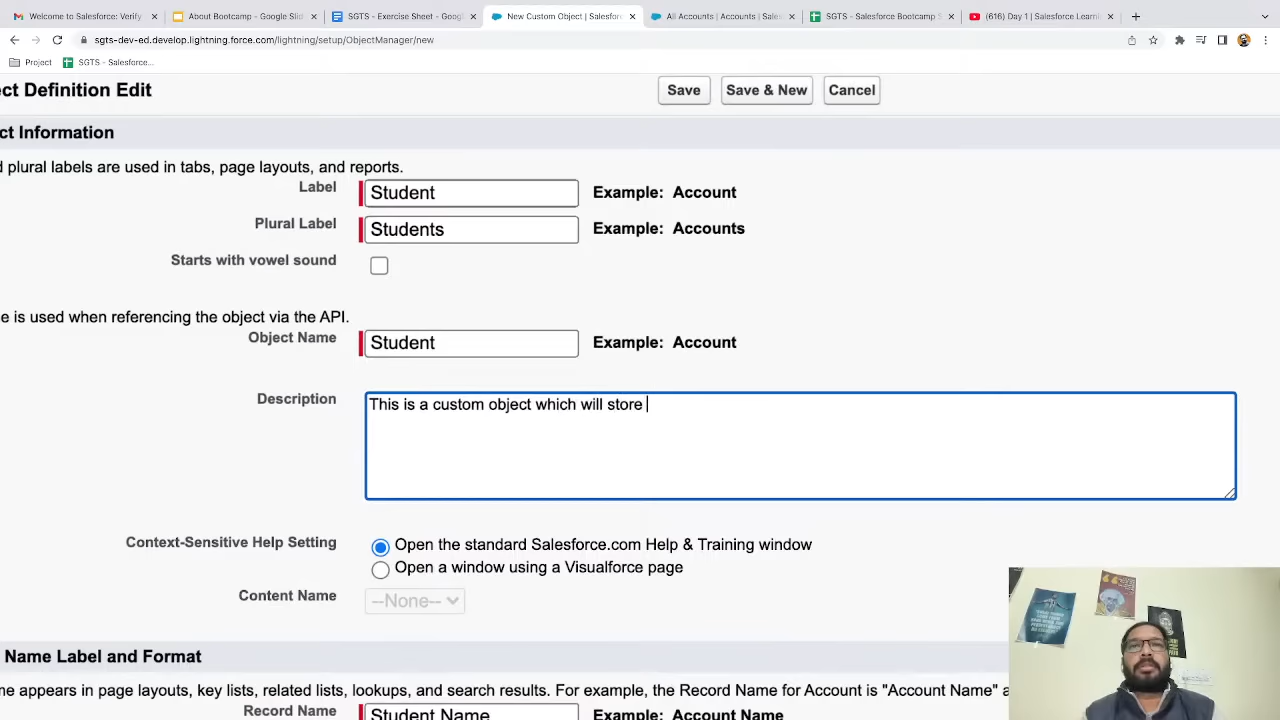 Welcome to Salesforce: Verify
About Bootcamp - Google Slid
SGTS - Exercise Sheet - Goog
New Custom Object | Salesfor
All Accounts | Accounts | Sales
SGTS - Salesforce Bootcamp S
(616) Day 1 | Salesforce Learni
sgts-dev-ed.develop.lightning.force.com/lightning/setup/ObjectManager/new
Project SGTS - Salesforce...
ct Definition Edit Save Save & New Cancel
ct Information
d plural labels are used in tabs, page layouts, and reports.
Label Student Example: Account
Plural Label Students Example: Accounts
Starts with vowel sound
e is used when referencing the object via the API.
Object Name Student Example: Account
Description This is a custom object which will store
Context-Sensitive Help Setting Open the standard Salesforce.com Help & Training window
Open a window using a Visualforce page
Content Name --None--
Name Label and Format
me appears in page layouts, key lists, related lists, lookups, and search results. For example, the Record Name for Account is "Account Name" a
Record Name Student Name Example: Account Name